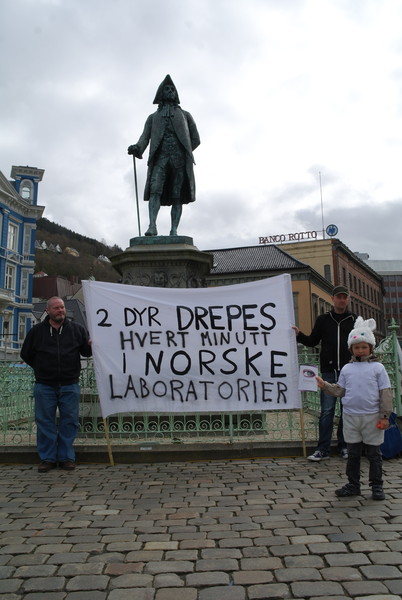 BANCO ROTTO
2 DYR DREPES
HVERT MINUTT
I NORSKE
LABORATORIER